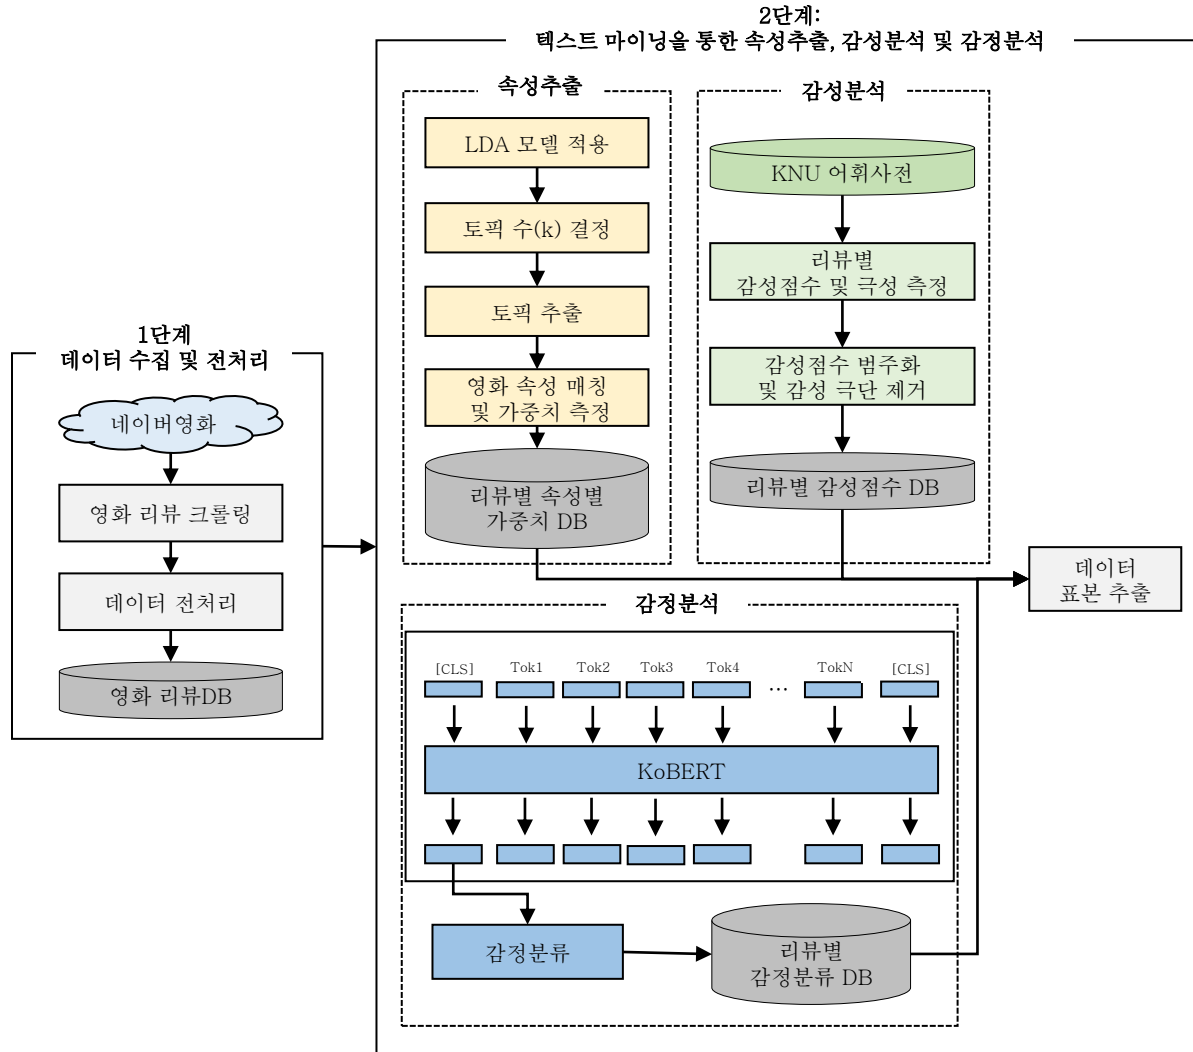 2단계:
텍스트 마이닝을 통한 속성추출, 감성분석 및 감정분석
1단계
데이터 수집 및 전처리
네이버영화
영화 리뷰 크롤링
데이터 전처리
영화 리뷰DB
속성추출
LDA 모델 적용
토픽 수(k) 결정
토픽 추출
영화 속성 매칭
및 가중치 측정
리뷰별 속성별
가중치 DB
감성분석
KNU 어휘사전
리뷰별
감성점수 및 극성 측정
감성점수 범주화
및 감성 극단 제거
리뷰별 감성점수 DB
감정분석
[CLS] Tok1 Tok2 Tok3 Tok4 ... TokN [CLS]
KoBERT
감정분류
리뷰별
감정분류 DB
데이터
표본 추출